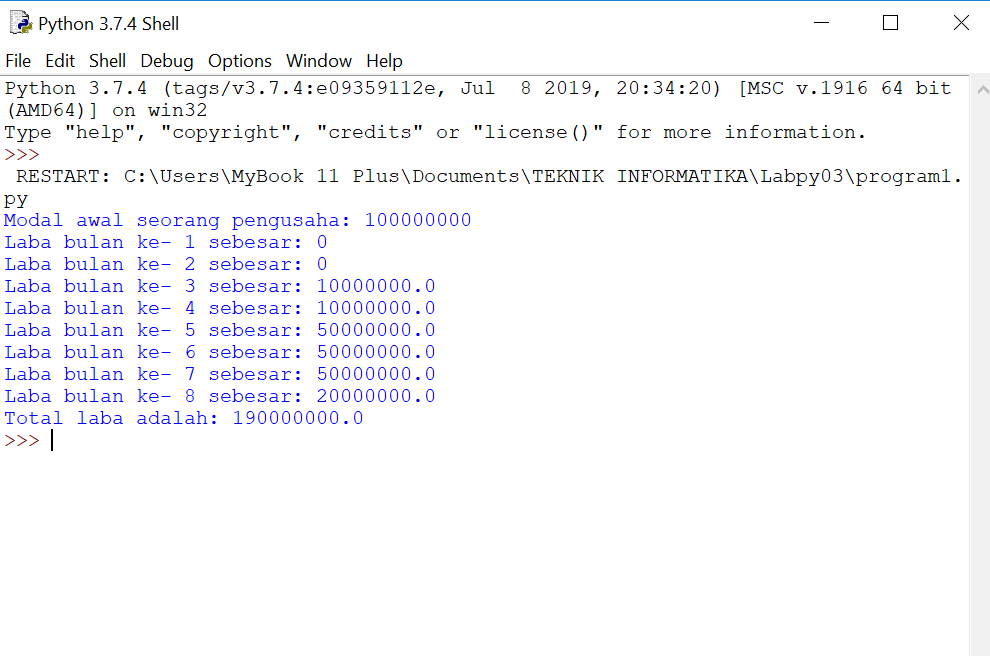 Python 3.7.4 Shell
File Edit Shell Debug Options Window Help
Python 3.7.4 (tags/v3.7.4:e09359112e, Jul  8 2019, 20:34:20) [MSC v.1916 64 bit
(AMD64)] on win32
Type "help", "copyright", "credits" or "license()" for more information.
>>>
 RESTART: C:\Users\MyBook 11 Plus\Documents\TEKNIK INFORMATIKA\Labpy03\program1.
py
Modal awal seorang pengusaha: 100000000
Laba bulan ke- 1 sebesar: 0
Laba bulan ke- 2 sebesar: 0
Laba bulan ke- 3 sebesar: 10000000.0
Laba bulan ke- 4 sebesar: 10000000.0
Laba bulan ke- 5 sebesar: 50000000.0
Laba bulan ke- 6 sebesar: 50000000.0
Laba bulan ke- 7 sebesar: 50000000.0
Laba bulan ke- 8 sebesar: 20000000.0
Total laba adalah: 190000000.0
>>>